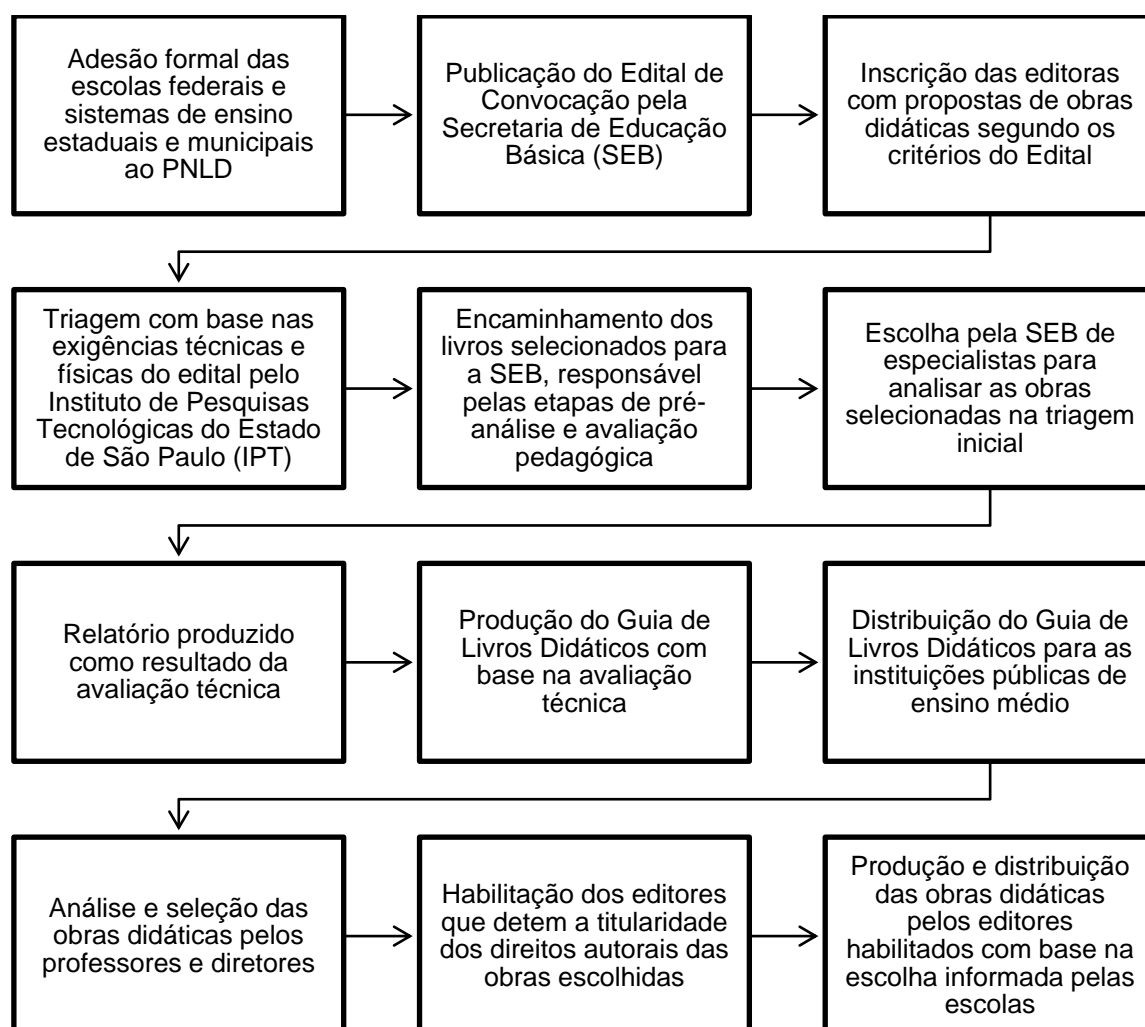 Adesão formal das
escolas federais e
sistemas de ensino
estaduais e municipais
ao PNLD
Publicação do Edital de
Convocação pela
Secretaria de Educação
Básica (SEB)
Inscrição das editoras
com propostas de obras
didáticas segundo os
critérios do Edital
Triagem com base nas
exigências técnicas e
físicas do edital pelo
Instituto de Pesquisas
Tecnológicas do Estado
de São Paulo (IPT)
Encaminhamento dos
livros selecionados para
a SEB, responsável
pelas etapas de pré-
análise e avaliação
pedagógica
Escolha pela SEB de
especialistas para
analisar as obras
selecionadas na triagem
inicial
Relatório produzido
como resultado da
avaliação técnica
Produção do Guia de
Livros Didáticos com
base na avaliação
técnica
Distribuição do Guia de
Livros Didáticos para as
instituições públicas de
ensino médio
Análise e seleção das
obras didáticas pelos
professores e diretores
Habilitação dos editores
que detem a titularidade
dos direitos autorais das
obras escolhidas
Produção e distribuição
das obras didáticas
pelos editores
habilitados com base na
escolha informada pelas
escolas